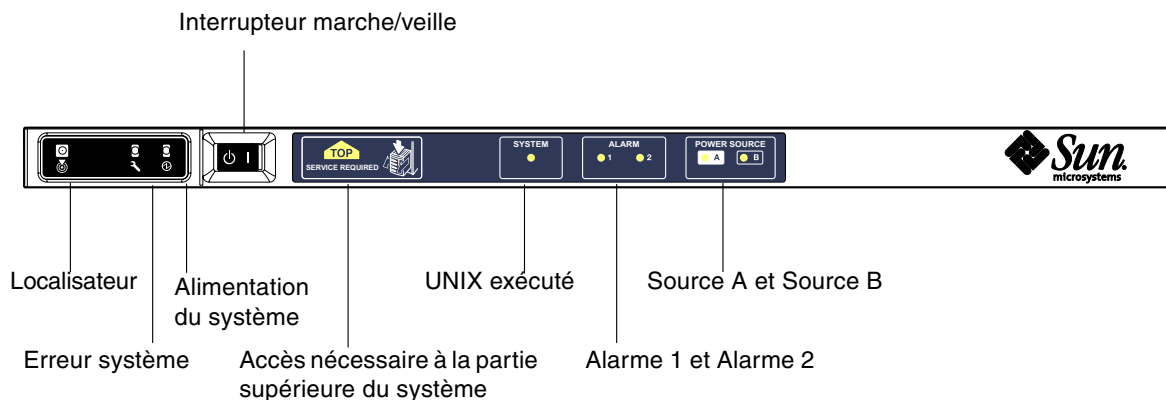 Interrupteur marche/veille
TOP
SERVICE REQUIRED
SYSTEM
ALARM
1 2
POWER SOURCE
A B
Sun
microsystems
Localisateur
Alimentation
du système
UNIX exécuté
Source A et Source B
Erreur système
Accès nécessaire à la partie
supérieure du système
Alarme 1 et Alarme 2